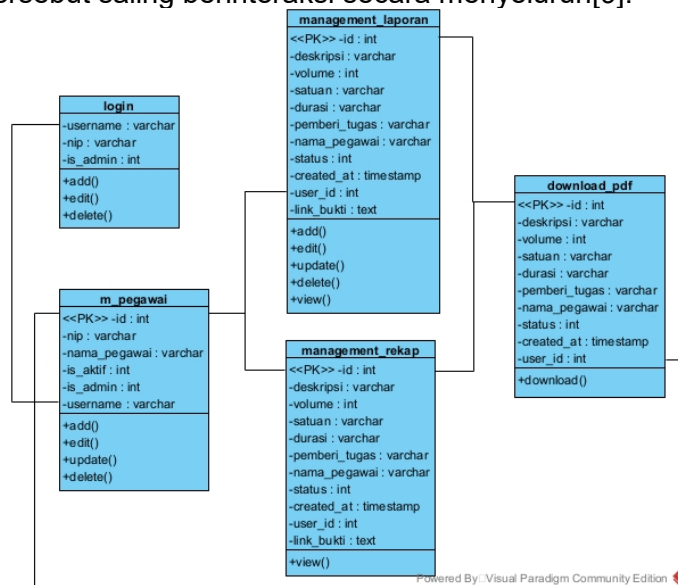 tersebut saling berinteraksi secara menyeluruh[6].
management_laporan
<<PK>> -id : int
-deskripsi : varchar
-volume : int
-satuan : varchar
-durasi : varchar
-pemberi_tugas : varchar
-nama_pegawai : varchar
-status : int
-created_at : timestamp
-user_id : int
-link_bukti : text
+add()
+edit()
+update()
+delete()
+view()
login
-username : varchar
-nip : varchar
-is_admin : int
+add()
+edit()
+delete()
download_pdf
<<PK>> -id : int
-deskripsi : varchar
-volume : int
-satuan : varchar
-durasi : varchar
-pemberi_tugas : varchar
-nama_pegawai : varchar
-status : int
-created_at : timestamp
-user_id : int
+download()
m_pegawai
<<PK>> -id : int
-nip : varchar
-nama_pegawai : varchar
-is_aktif : int
-is_admin : int
-username : varchar
+add()
+edit()
+update()
+delete()
management_rekap
<<PK>> -id : int
-deskripsi : varchar
-volume : int
-satuan : varchar
-durasi : varchar
-pemberi_tugas : varchar
-nama_pegawai : varchar
-status : int
-created_at : timestamp
-user_id : int
-link_bukti : text
+view()
Powered By Visual Paradigm Community Edition